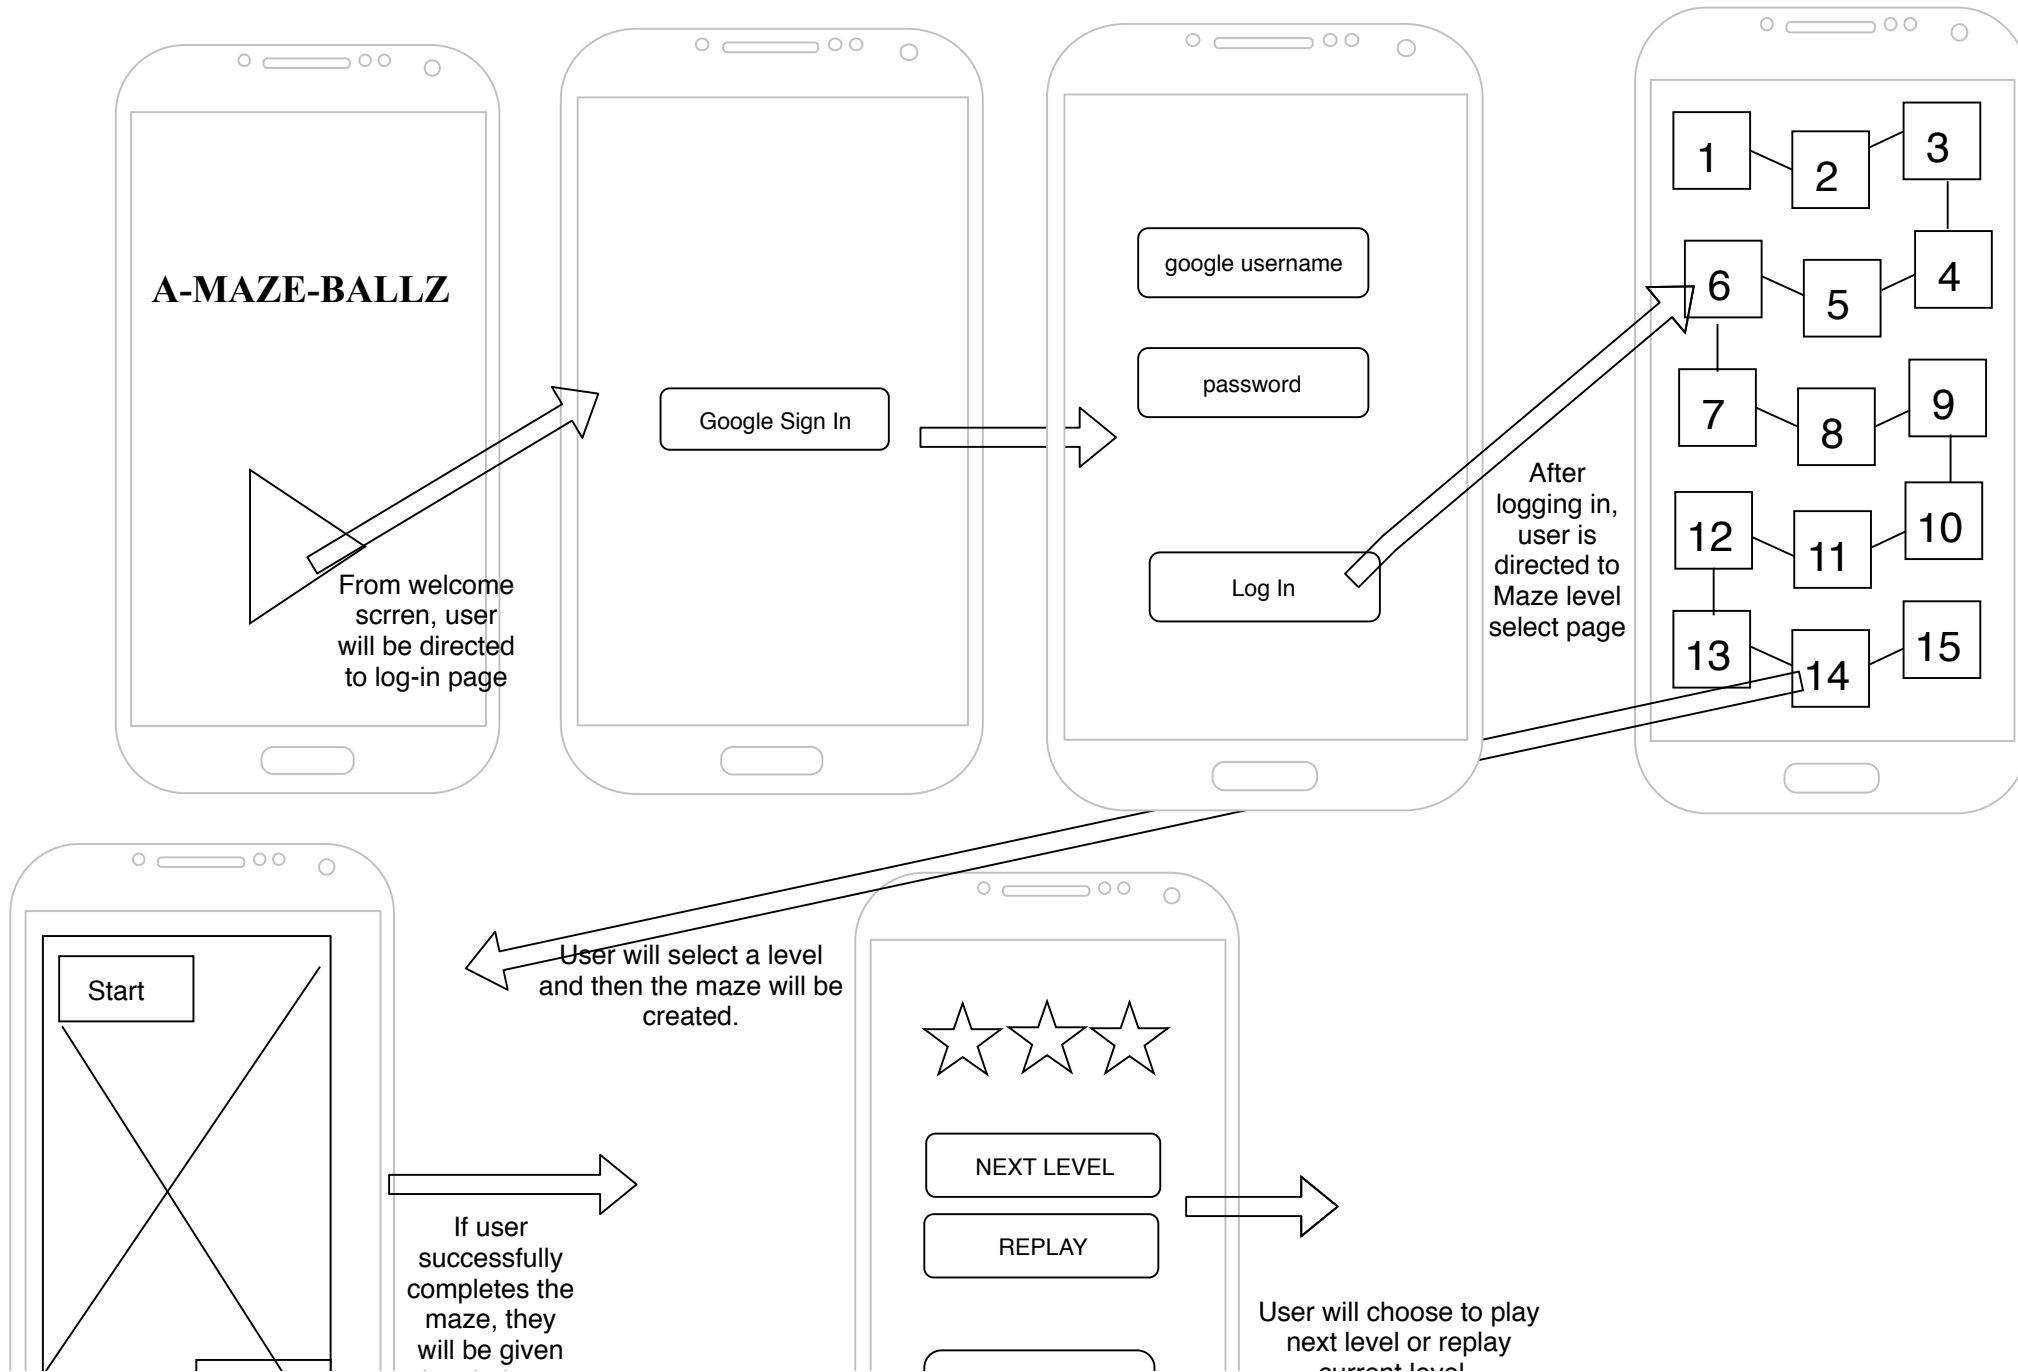 A-MAZE-BALLZ
From welcome
scrren, user
will be directed
to log-in page
Google Sign In
google username
password
Log In
After
logging in,
user is
directed to
Maze level
select page
1
2
3
4
5
6
7
8
9
10
11
12
13
14
15
User will select a level
and then the maze will be
created.
Start
If user
successfully
completes the
maze, they
will be given
NEXT LEVEL
REPLAY
User will choose to play
next level or replay
current level